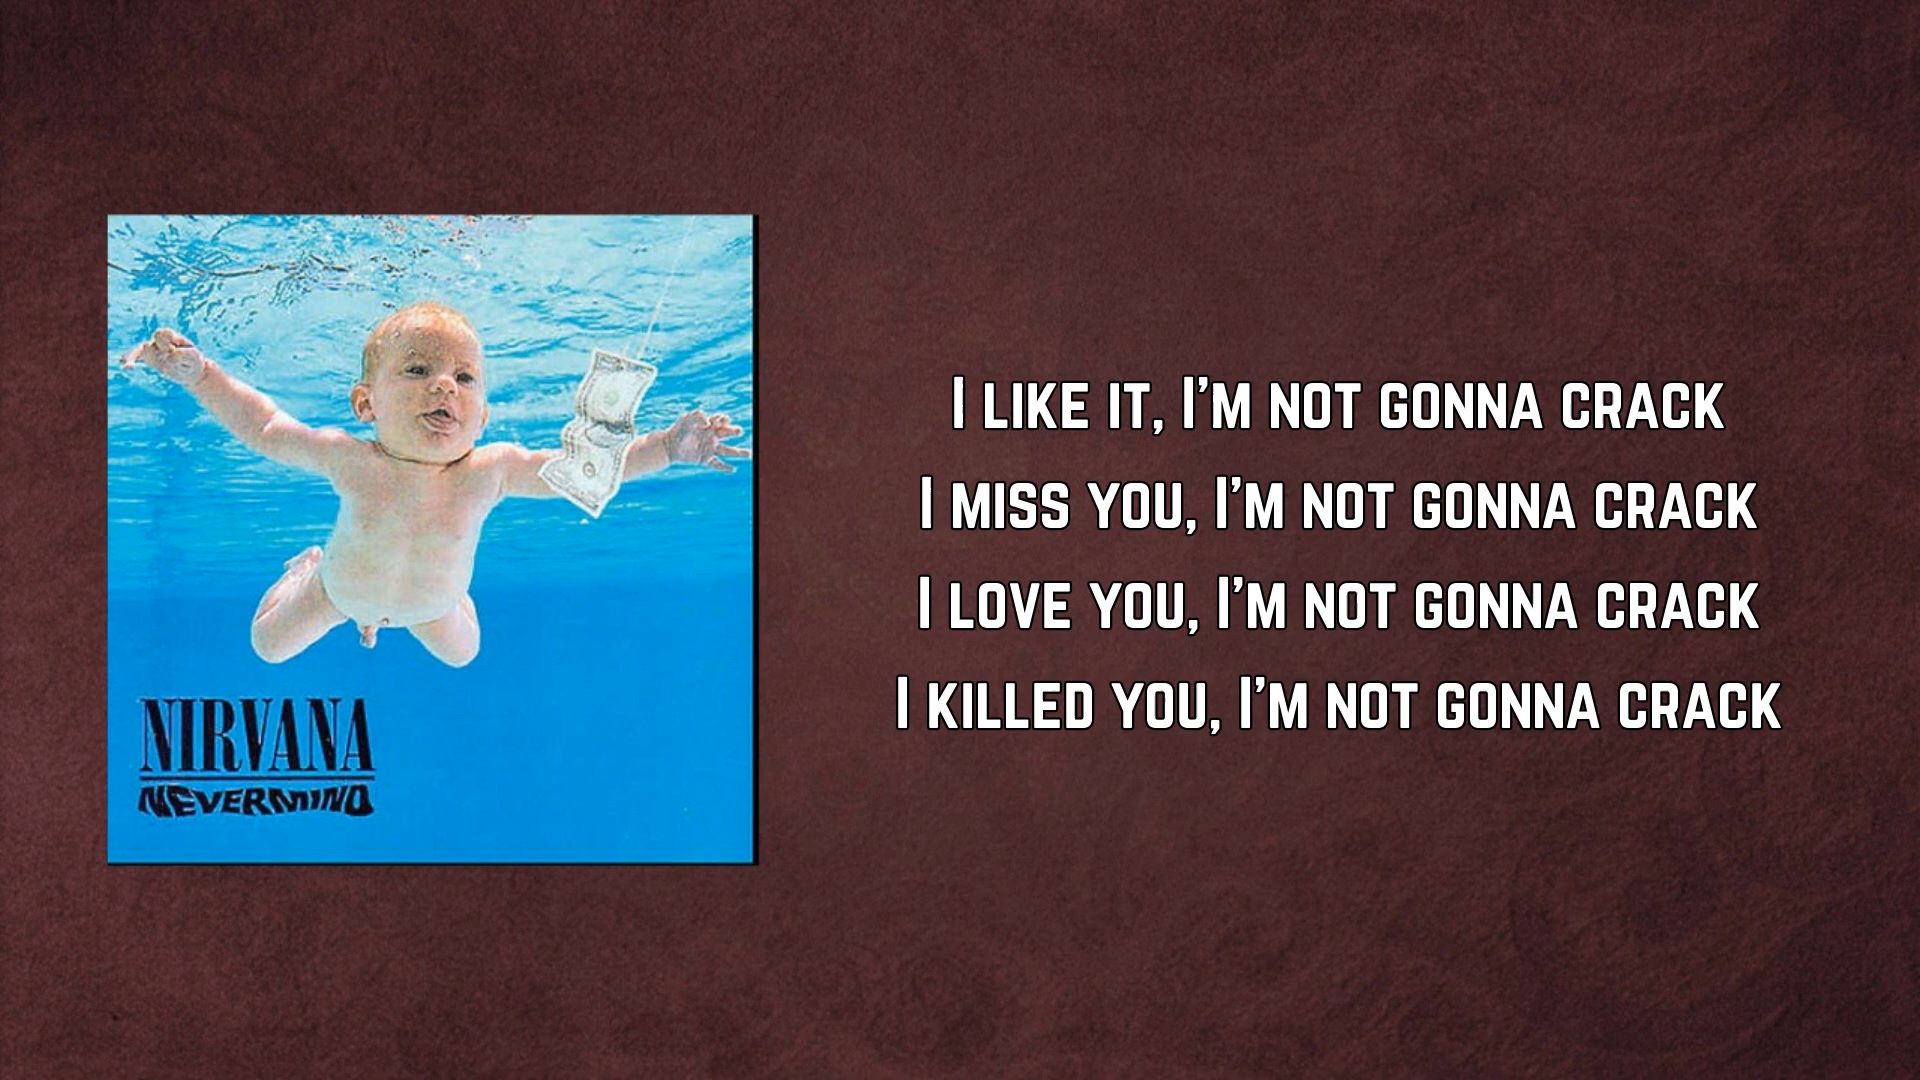 NIRVANA
NEVERMIND
I LIKE IT, I'M NOT GONNA CRACK
I MISS YOU, I'M NOT GONNA CRACK
I LOVE YOU, I'M NOT GONNA CRACK
I KILLED YOU, I'M NOT GONNA CRACK